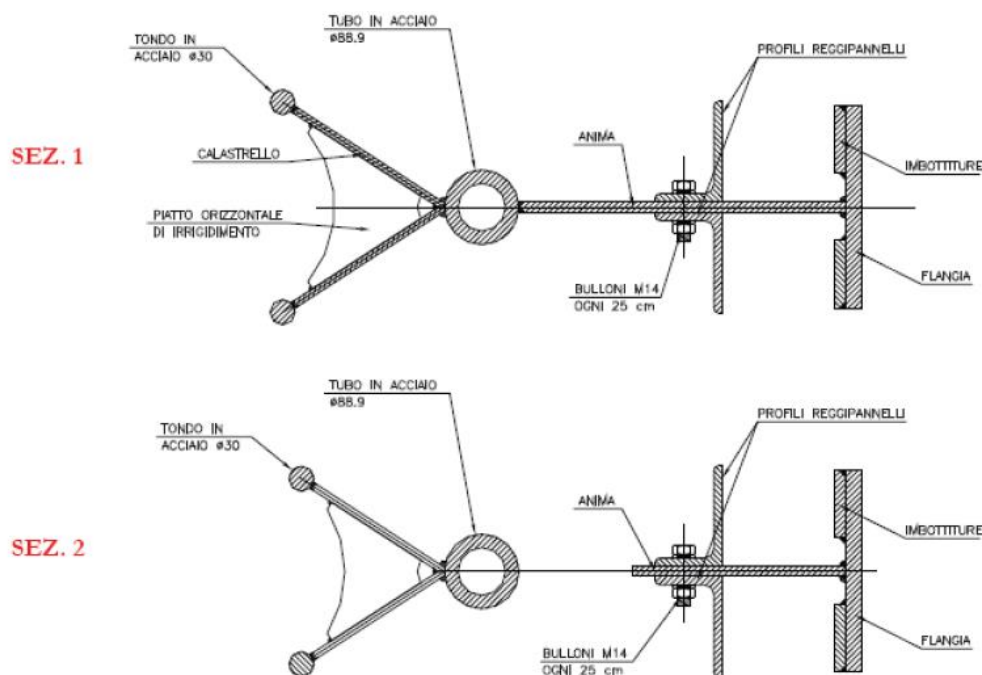 TUBO IN ACCIAIO
ø88.9
TONDO IN
ACCIAIO ø30
PROFILI REGGIPANNELLI
SEZ. 1
CALASTRELLO
ANIMA
IMBOTTITURE
PIATTO ORIZZONTALE
DI IRRIGIDIMENTO
BULLONI M14
OGNI 25 cm
FLANGIA
TUBO IN ACCIAIO
ø88.9
TONDO IN
ACCIAIO ø30
PROFILI REGGIPANNELLI
SEZ. 2
ANIMA
IMBOTTITURE
BULLONI M14
OGNI 25 cm
FLANGIA